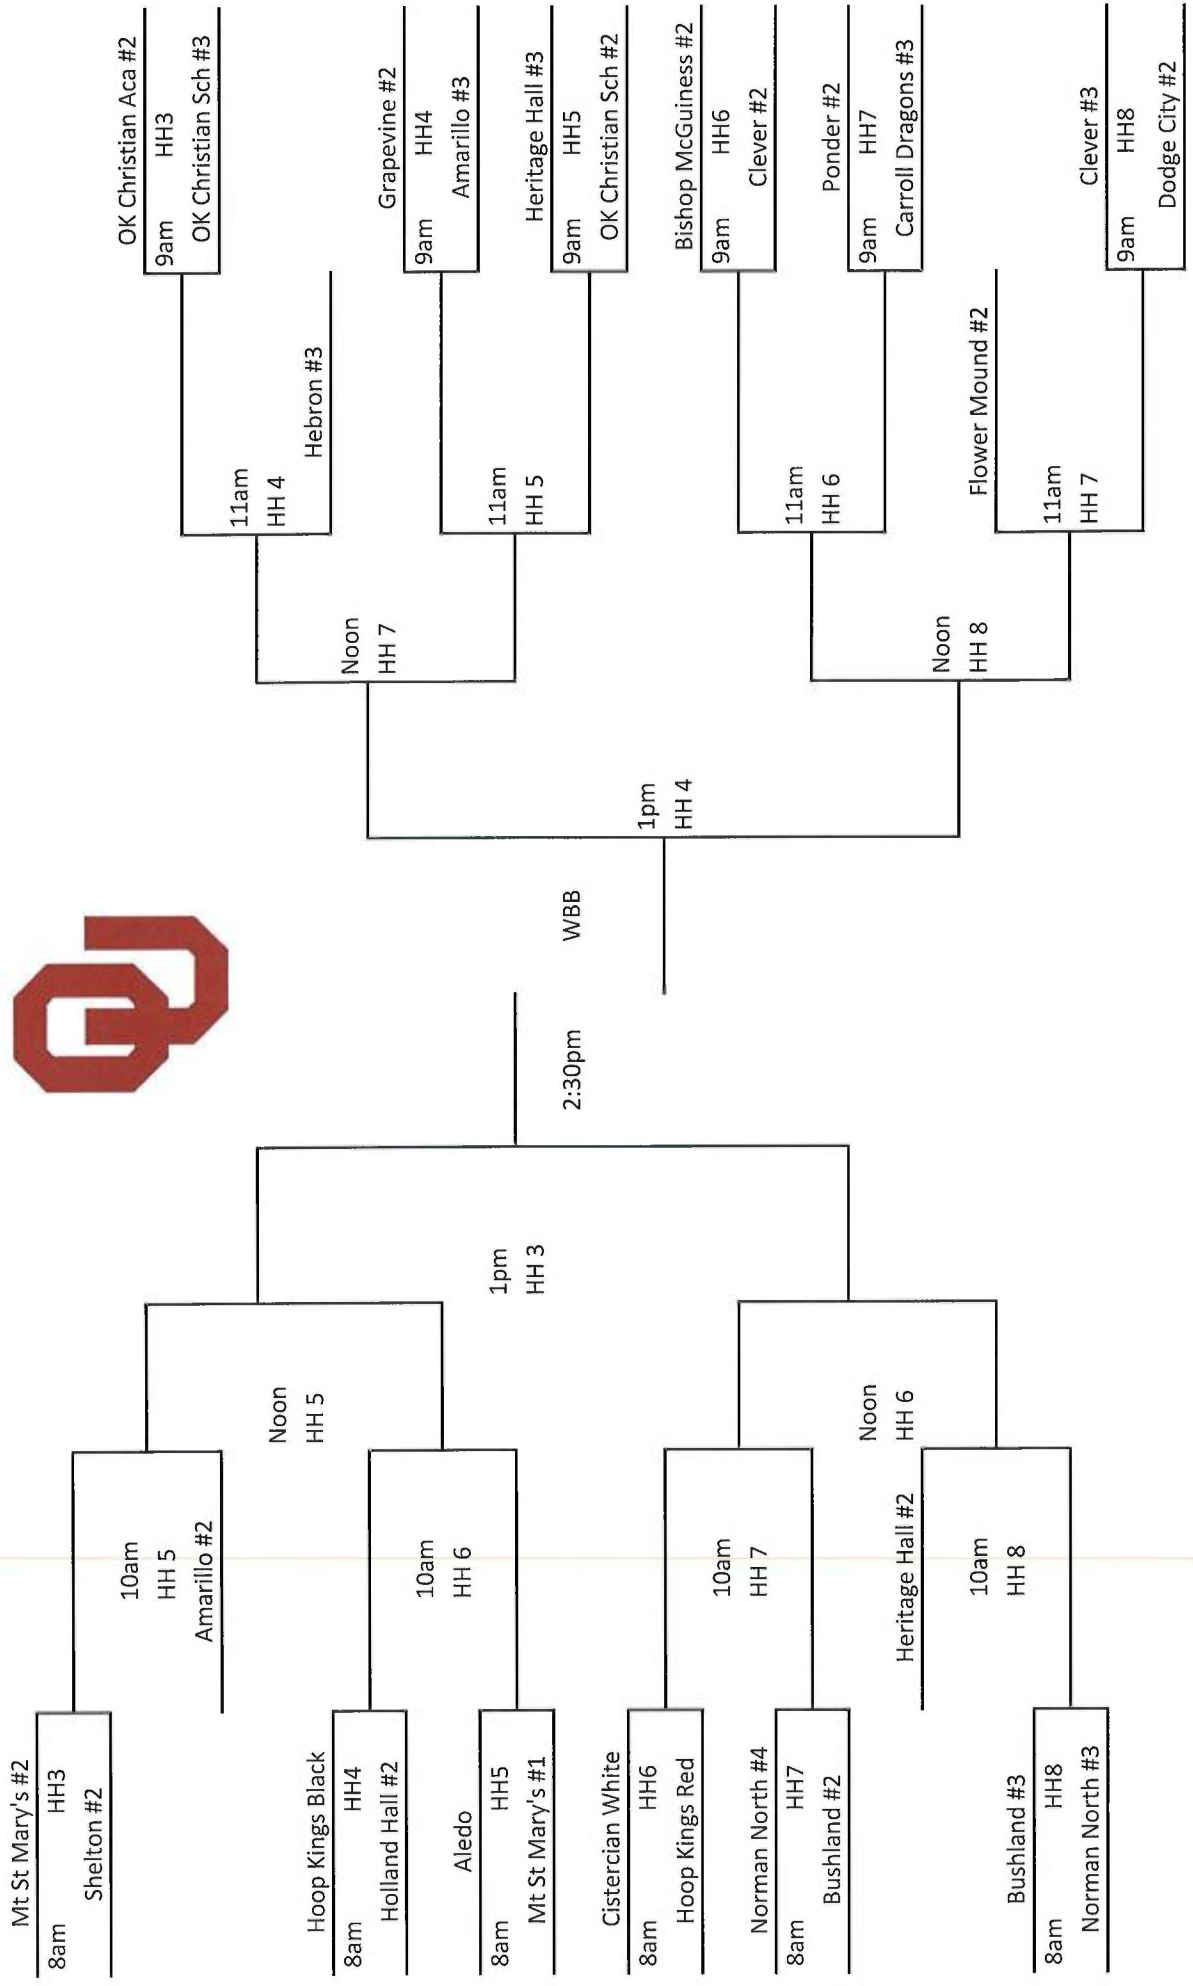 Mt St Mary's #2
8am HH3
Shelton #2
10am
HH 5
Amarillo #2
Noon
HH 5
Hoop Kings Black
8am HH4
Holland Hall #2
10am
HH 6
Aledo
8am HH5
Mt St Mary's #1
1pm
HH 3
Cistercian White
8am HH6
Hoop Kings Red
10am
HH 7
Norman North #4
8am HH7
Bushland #2
Noon
HH 6
Heritage Hall #2
10am
HH 8
Bushland #3
8am HH8
Norman North #3
OU
2:30pm
WBB
OK Christian Aca #2
9am HH3
OK Christian Sch #3
11am
HH 4
Hebron #3
Noon
HH 7
Grapevine #2
9am HH4
Amarillo #3
11am
HH 5
Heritage Hall #3
9am HH5
OK Christian Sch #2
1pm
HH 4
Bishop McGuiness #2
9am HH6
Clever #2
11am
HH 6
Ponder #2
9am HH7
Carroll Dragons #3
Noon
HH 8
Flower Mound #2
11am
HH 7
Clever #3
9am HH8
Dodge City #2